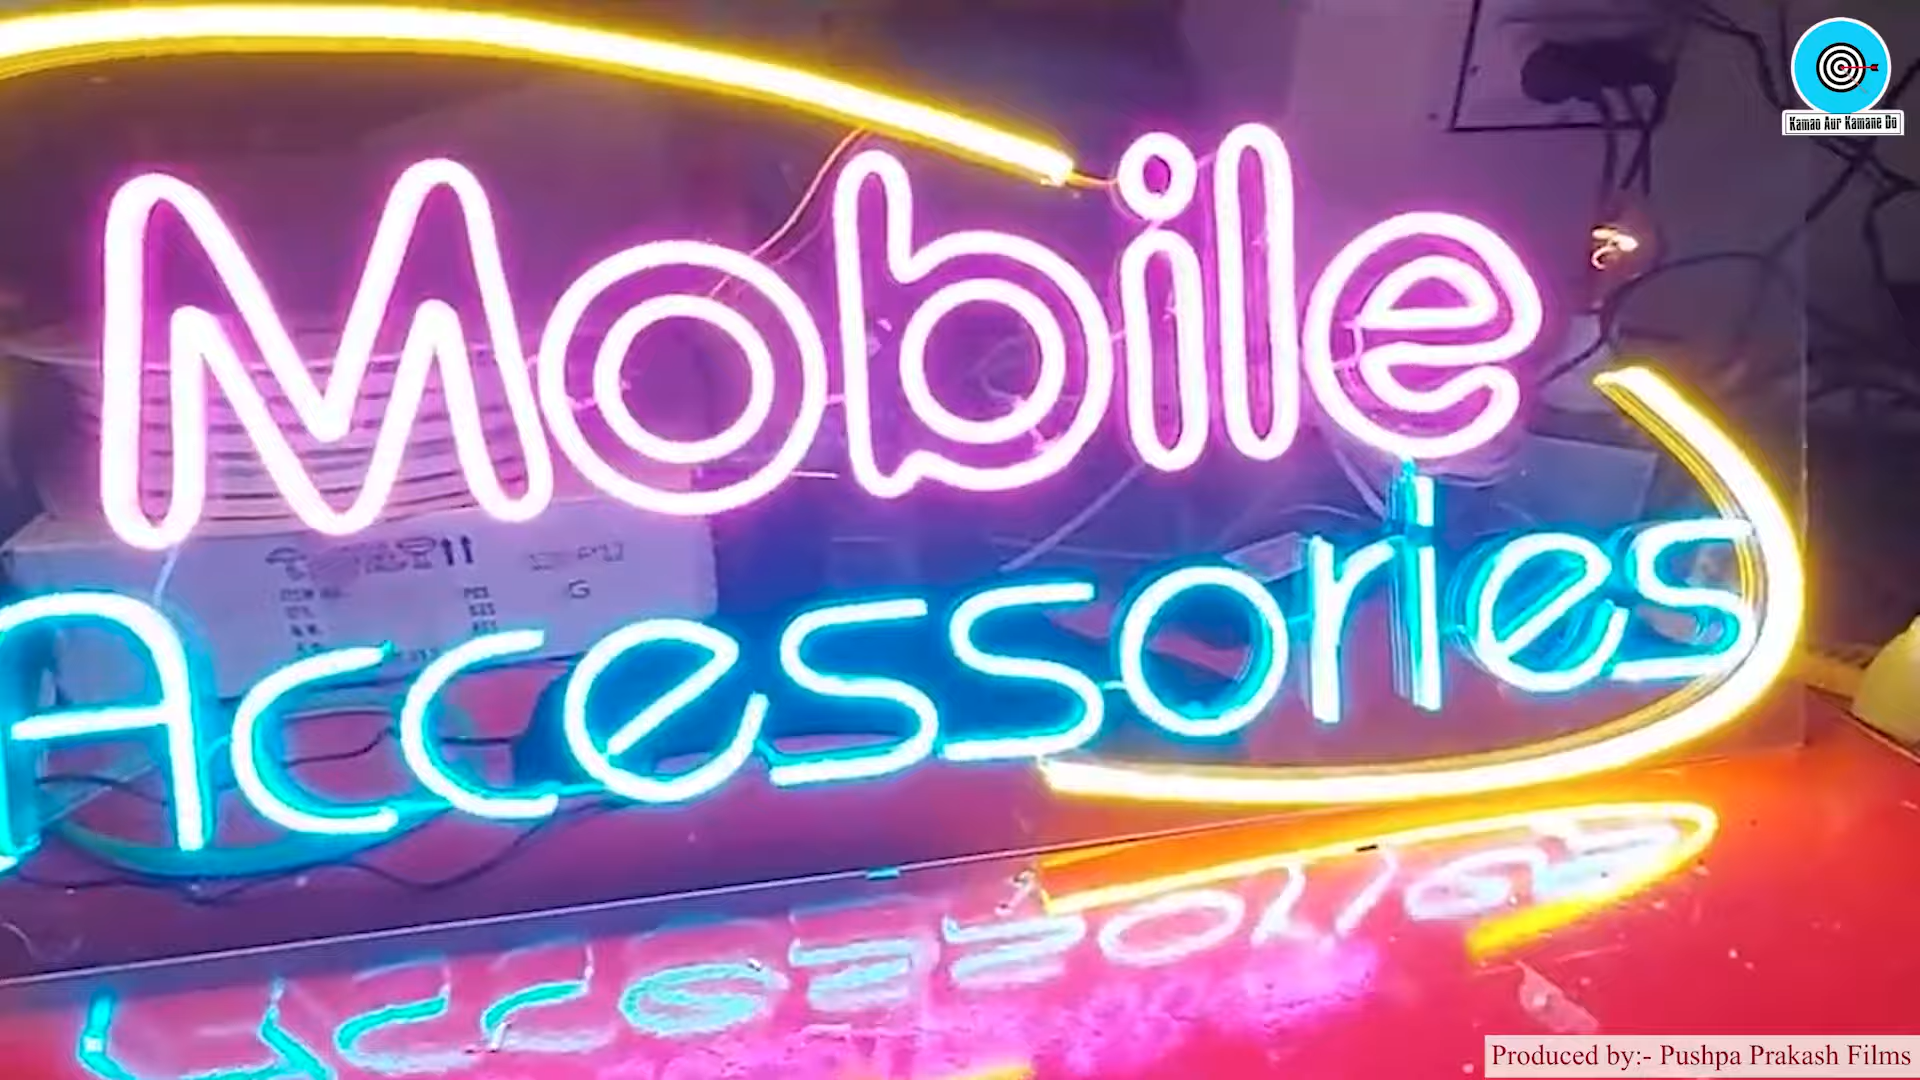 Kamao Aur Kamane Do
Mobile
Accessories
Produced by:- Pushpa Prakash Films